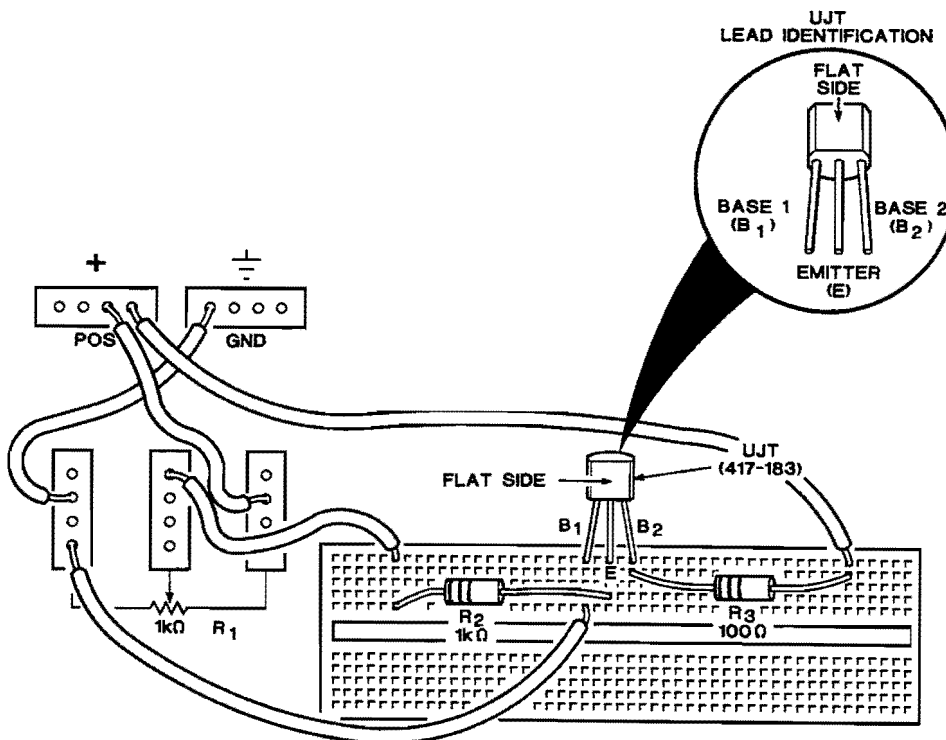 UJT
LEAD IDENTIFICATION
FLAT
SIDE
BASE 1
(B1)
BASE 2
(B2)
EMITTER
(E)
+
POS
GND
UJT
(417-183)
FLAT SIDE
B1
B2
E
R2
1kΩ
R3
100Ω
1kΩ
R1